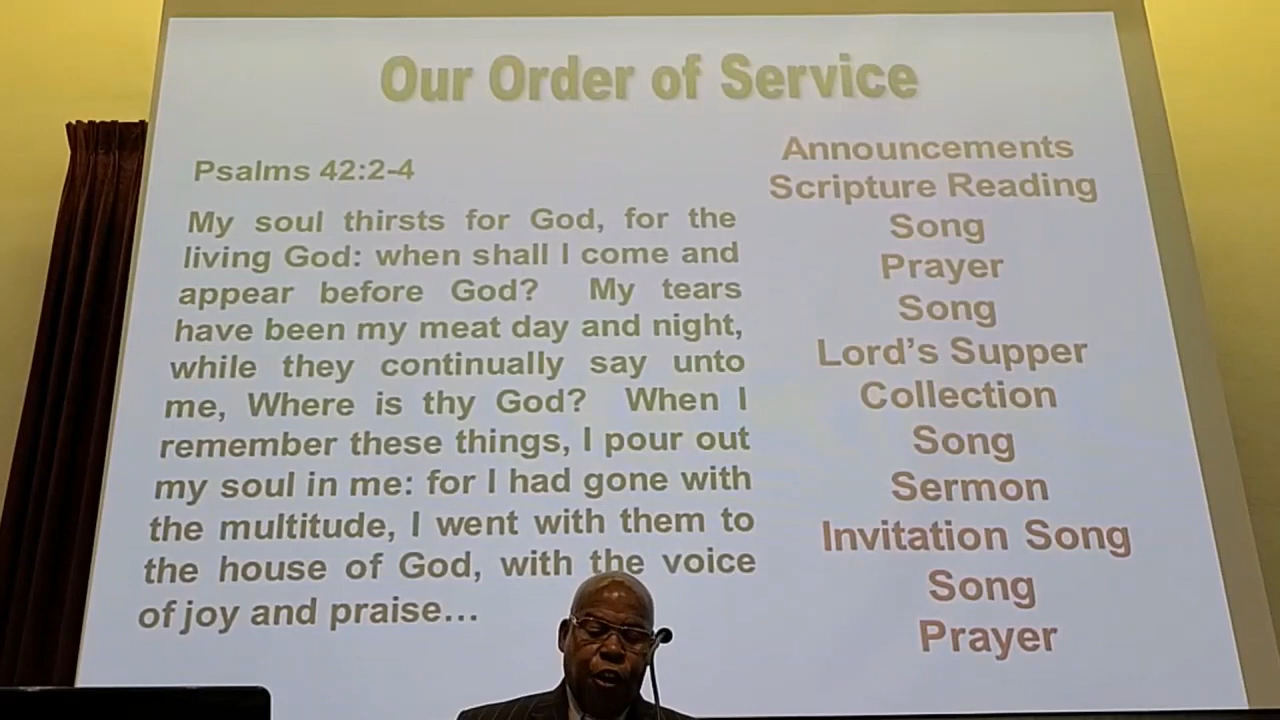 Our Order of Service
Psalms 42:2-4
My soul thirsts for God, for the
living God: when shall I come and
appear before God? My tears
have been my meat day and night,
while they continually say unto
me, Where is thy God? When I
remember these things, I pour out
my soul in me: for I had gone with
the multitude, I went with them to
the house of God, with the voice
of joy and praise...
Announcements
Scripture Reading
Song
Prayer
Song
Lord's Supper
Collection
Song
Sermon
Invitation Song
Song
Prayer